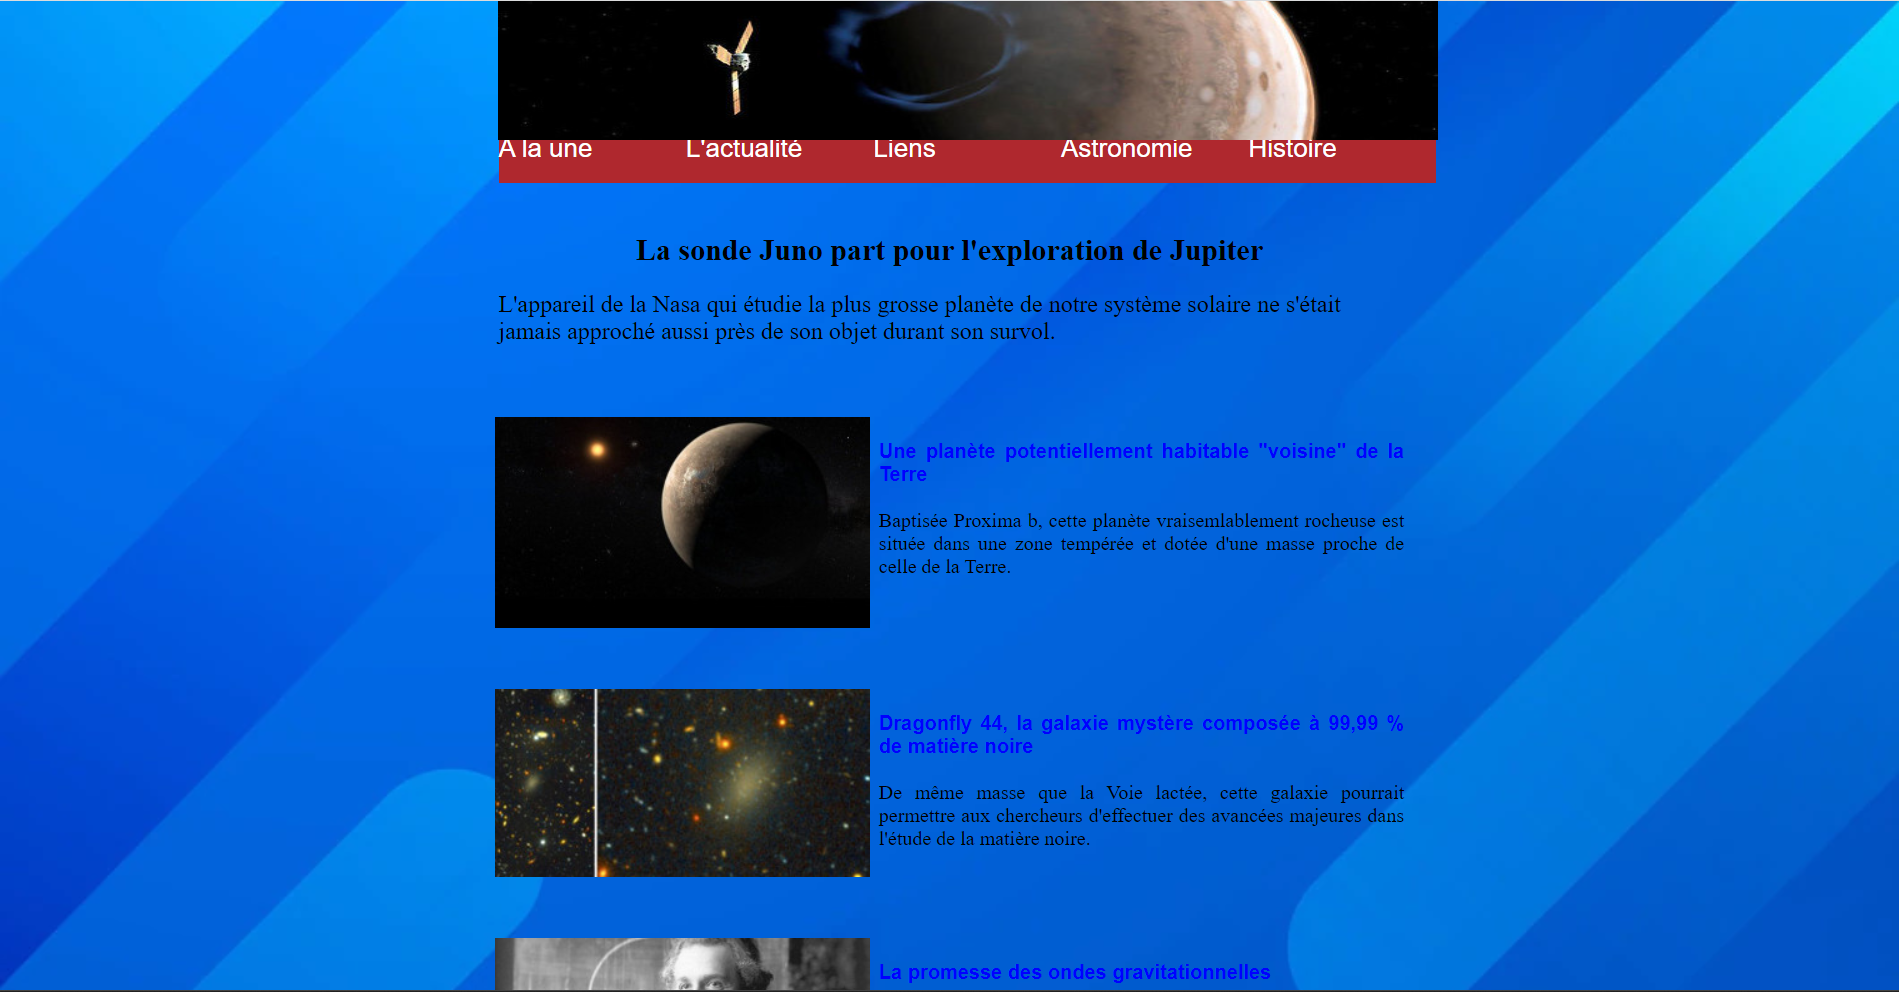 A la une
L'actualité
Liens
Astronomie
Histoire
La sonde Juno part pour l'exploration de Jupiter
L'appareil de la Nasa qui étudie la plus grosse planète de notre système solaire ne s'était
jamais approché aussi près de son objet durant son survol.
Une planète potentiellement habitable "voisine" de la
Terre
Baptisée Proxima b, cette planète vraisemlablement rocheuse est
située dans une zone tempérée et dotée d'une masse proche de
celle de la Terre.
Dragonfly 44, la galaxie mystère composée à 99,99 %
de matière noire
De même masse que la Voie lactée, cette galaxie pourrait
permettre aux chercheurs d'effectuer des avancées majeures dans
l'étude de la matière noire.
La promesse des ondes gravitationnelles